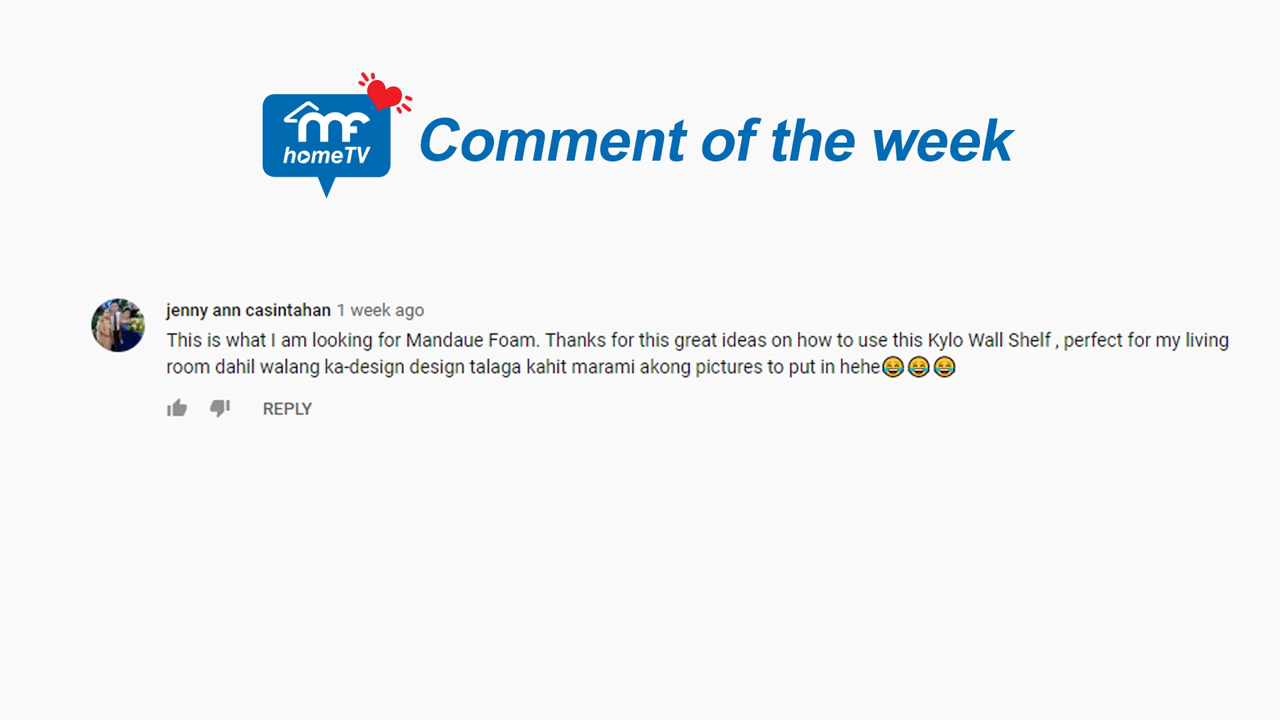 mf
homeTV
Comment of the week
jenny ann casintahan 1 week ago
This is what I am looking for Mandaue Foam. Thanks for this great ideas on how to use this Kylo Wall Shelf , perfect for my living
room dahil walang ka-design design talaga kahit marami akong pictures to put in hehe😂😂😂
REPLY